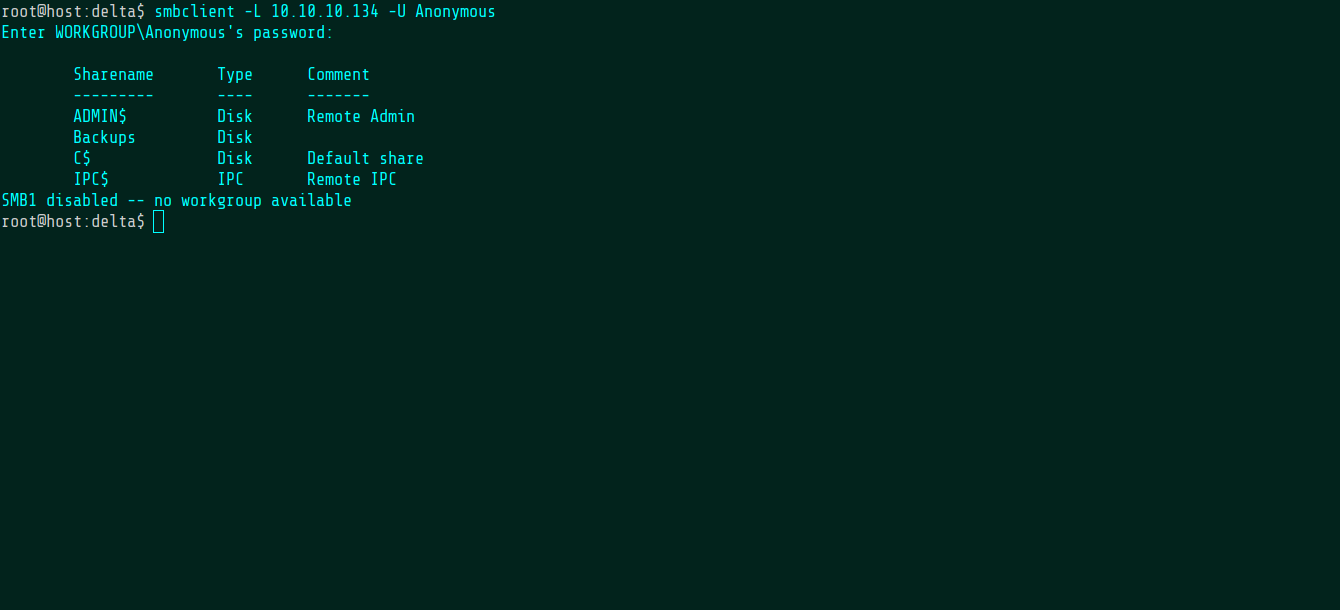 root@host:delta$ smbclient -L 10.10.10.134 -U Anonymous
Enter WORKGROUP\Anonymous's password:
Sharename Type Comment
--------- ---- -------
ADMIN$ Disk Remote Admin
Backups Disk
C$ Disk Default share
IPC$ IPC Remote IPC
SMB1 disabled -- no workgroup available
root@host:delta$